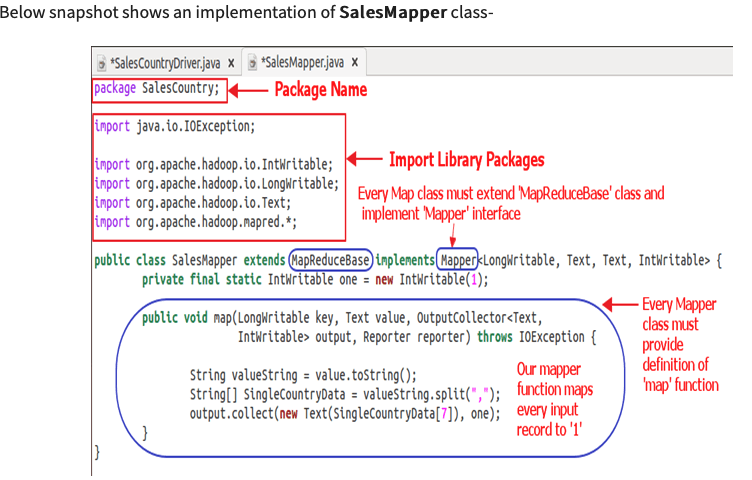 Below snapshot shows an implementation of SalesMapper class-
*SalesCountryDriver.java x *SalesMapper.java x
package SalesCountry;
Package Name
import java.io.IOException;
import org.apache.hadoop.io.IntWritable;
import org.apache.hadoop.io.LongWritable;
import org.apache.hadoop.io.Text;
import org.apache.hadoop.mapred.*;
Import Library Packages
Every Map class must extend 'MapReduceBase' class and
implement 'Mapper' interface
public class SalesMapper extends MapReduceBase implements Mapper<LongWritable, Text, Text, IntWritable> {
private final static IntWritable one = new IntWritable(1);
public void map(LongWritable key, Text value, OutputCollector<Text,
IntWritable> output, Reporter reporter) throws IOException {
String valueString = value.toString();
String[] SingleCountryData = valueString.split(",");
output.collect(new Text(SingleCountryData[7]), one);
}
}
Our mapper
function maps
every input
record to '1'
Every Mapper
class must
provide
definition of
'map' function